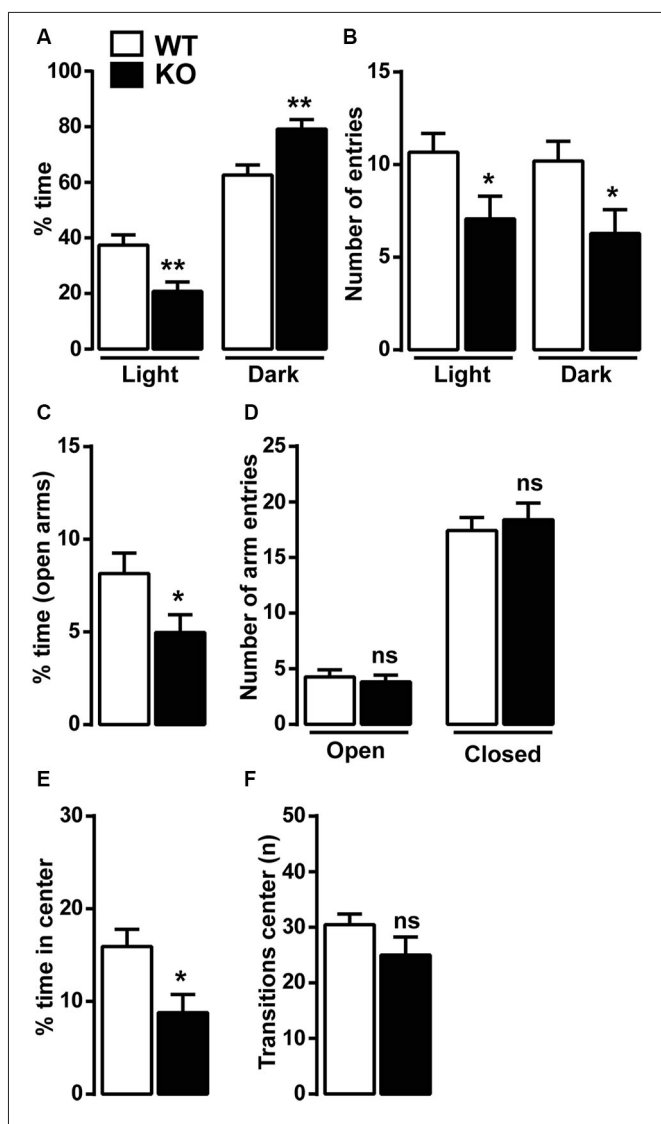 A
WT
KO
% time
100
80
60
40
20
0
**
**
Light
Dark
B
Number of entries
15
10
5
0
*
*
Light
Dark
C
% time (open arms)
15
10
5
0
*
D
Number of arm entries
25
20
15
10
5
0
ns
ns
Open
Closed
E
% time in center
30
20
10
0
*
F
Transitions center (n)
50
40
30
20
10
0
ns